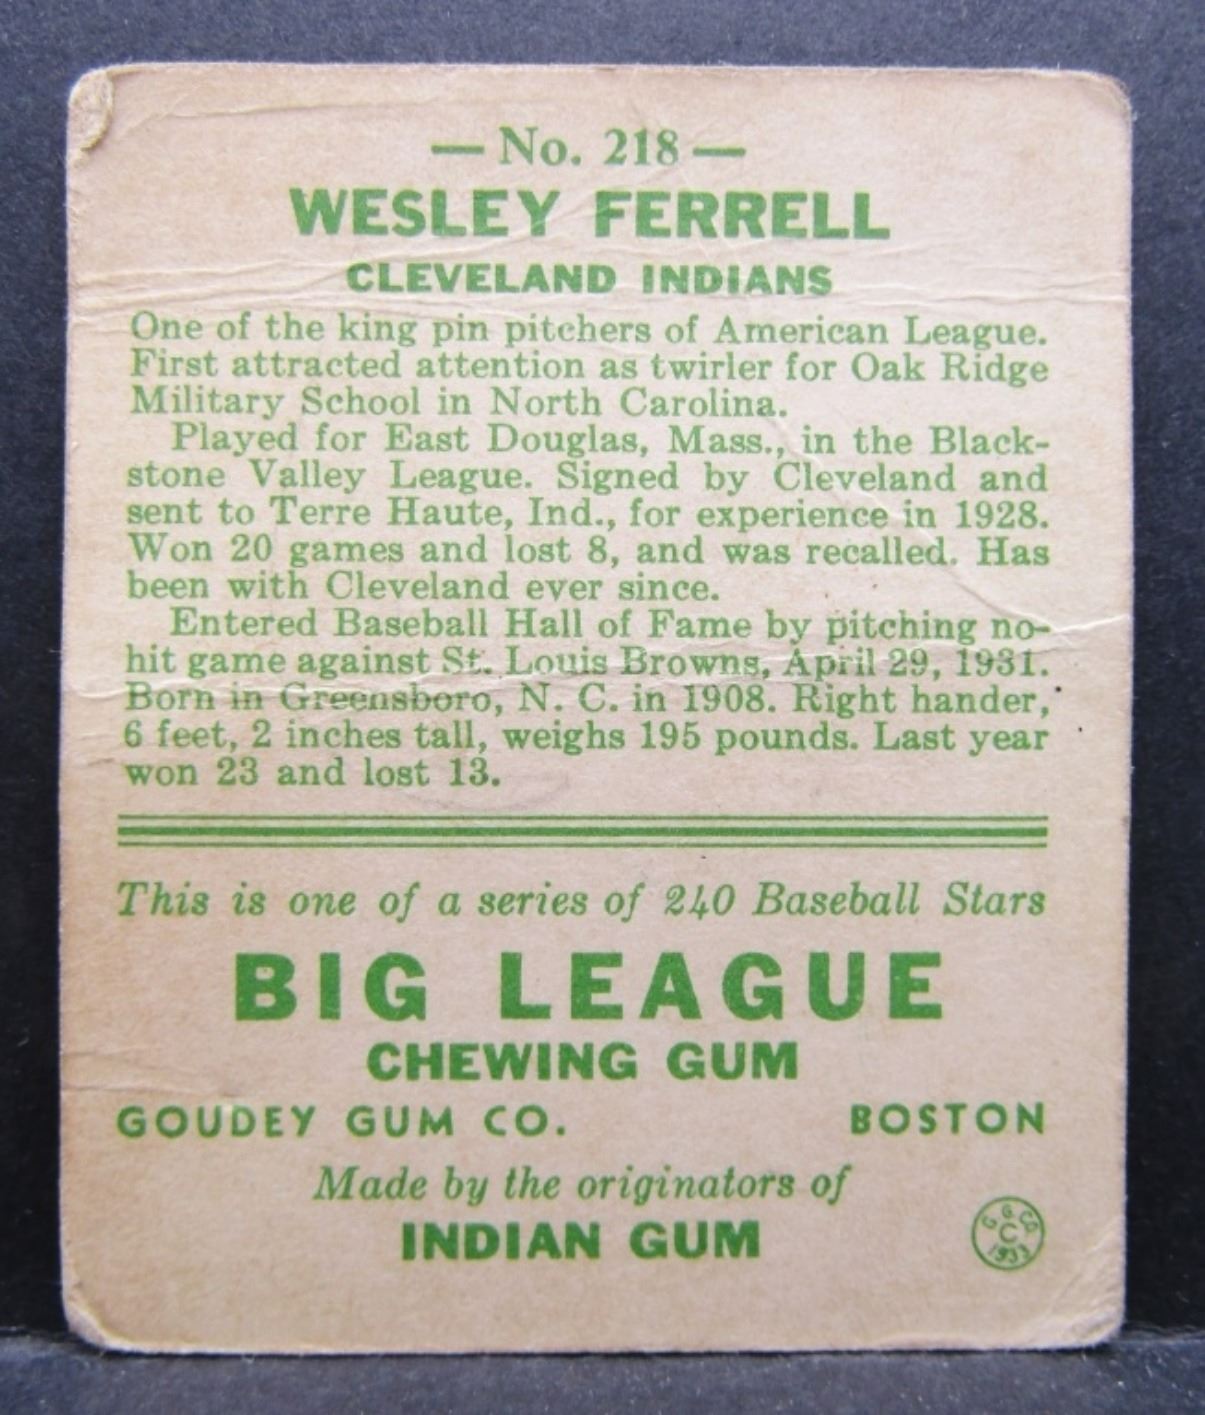 — No. 218 —
WESLEY FERRELL
CLEVELAND INDIANS
One of the king pin pitchers of American League.
First attracted attention as twirler for Oak Ridge
Military School in North Carolina.
Played for East Douglas, Mass., in the Black-
stone Valley League. Signed by Cleveland and
sent to Terre Haute, Ind., for experience in 1928.
Won 20 games and lost 8, and was recalled. Has
been with Cleveland ever since.
Entered Baseball Hall of Fame by pitching no-
hit game against St. Louis Browns, April 29, 1931.
Born in Greensboro, N. C. in 1908. Right hander,
6 feet, 2 inches tall, weighs 195 pounds. Last year
won 23 and lost 13.
This is one of a series of 240 Baseball Stars
BIG LEAGUE
CHEWING GUM
GOUDEY GUM CO. BOSTON
Made by the originators of
INDIAN GUM
G. G. CO.
C
1933